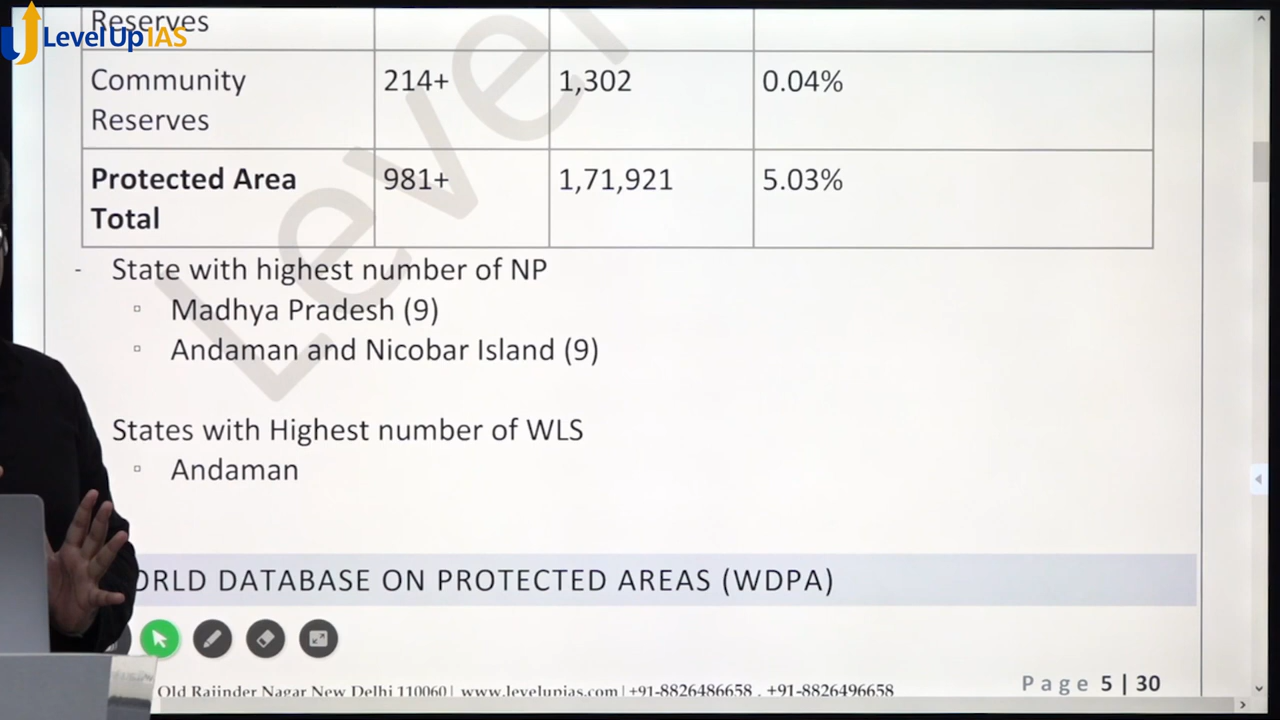 LevelUp IAS
Reserves
Community 214+ 1,302 0.04%
Reserves
Protected Area 981+ 1,71,921 5.03%
Total
- State with highest number of NP
Madhya Pradesh (9)
Andaman and Nicobar Island (9)
States with Highest number of WLS
Andaman
ORLD DATABASE ON PROTECTED AREAS (WDPA)
Old Rajinder Nagar New Delhi 110060| www.levelupias.com | +91-8826486658 , +91-8826496658
Page 5 | 30
Level